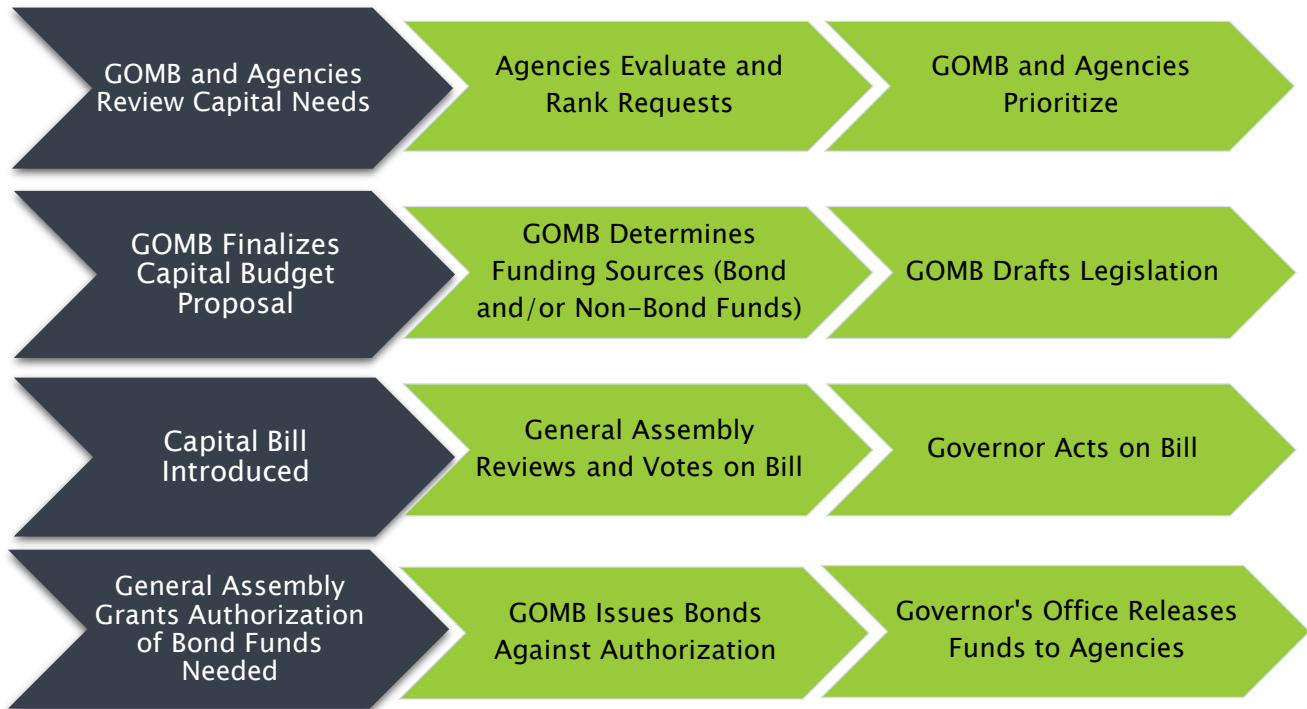 GOMB and Agencies
Review Capital Needs
Agencies Evaluate and
Rank Requests
GOMB and Agencies
Prioritize
GOMB Finalizes
Capital Budget
Proposal
GOMB Determines
Funding Sources (Bond
and/or Non-Bond Funds)
GOMB Drafts Legislation
Capital Bill
Introduced
General Assembly
Reviews and Votes on Bill
Governor Acts on Bill
General Assembly
Grants Authorization
of Bond Funds
Needed
GOMB Issues Bonds
Against Authorization
Governor's Office Releases
Funds to Agencies